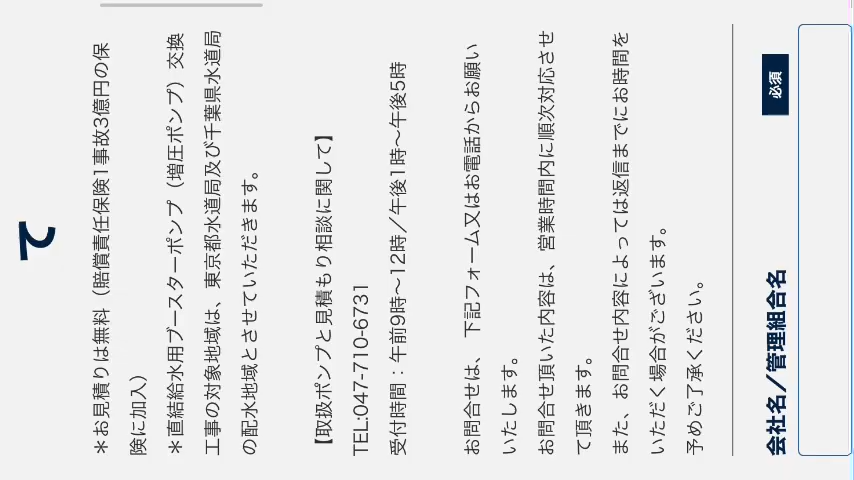 て
＊お見積りは無料（賠償責任保険1事故3億円の保
険に加入）
＊直結給水用ブースターポンプ（増圧ポンプ）交換
工事の対象地域は、東京都水道局及び千葉県水道局
の配水地域とさせていただきます。
【取扱ポンプと見積もり相談に関して】
TEL:047-710-6731
受付時間：午前9時〜12時／午後1時〜午後5時
お問合せは、下記フォーム又はお電話からお願い
いたします。
お問合せ頂いた内容は、営業時間内に順次対応させ
て頂きます。
また、お問合せ内容によっては返信までにお時間を
いただく場合がございます。
予めご了承ください。
会社名／管理組合名 必須